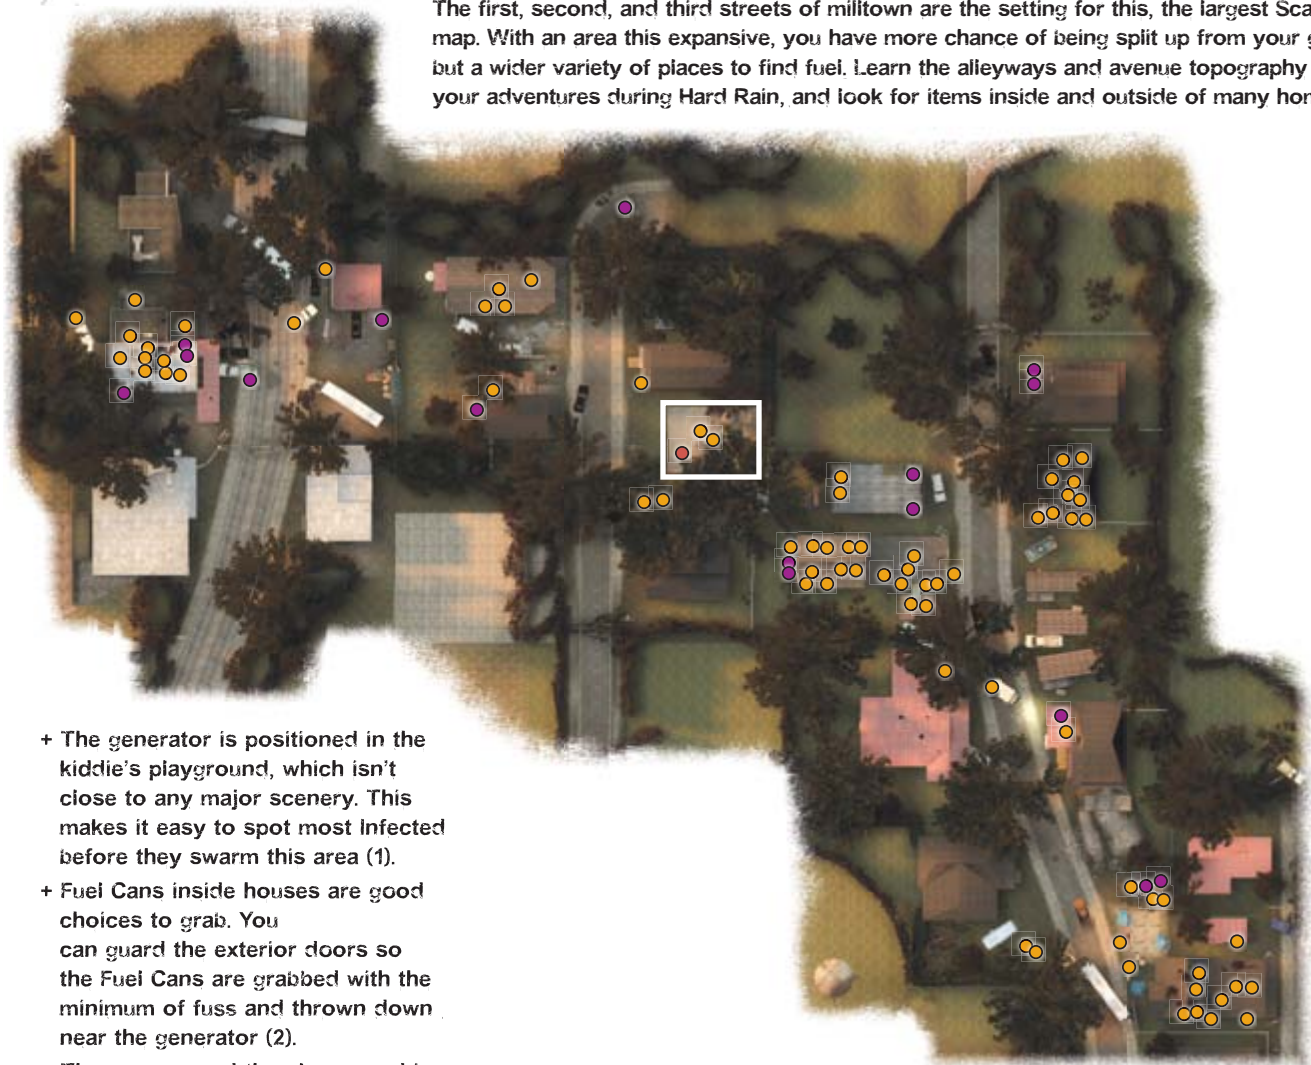 The first, second, and third streets of milltown are the setting for this, the largest
map. With an area this expansive, you have more chance of being split up from your
but a wider variety of places to find fuel. Learn the alleyways and avenue topography
your adventures during Hard Rain, and look for items inside and outside of many
+ The generator is positioned in the
kiddie's playground, which isn't
close to any major scenery. This
makes it easy to spot most Infected
before they swarm this area (1).
+ Fuel Cans inside houses are good
choices to grab. You
can guard the exterior doors so
the Fuel Cans are grabbed with the
minimum of fuss and thrown down
near the generator (2).